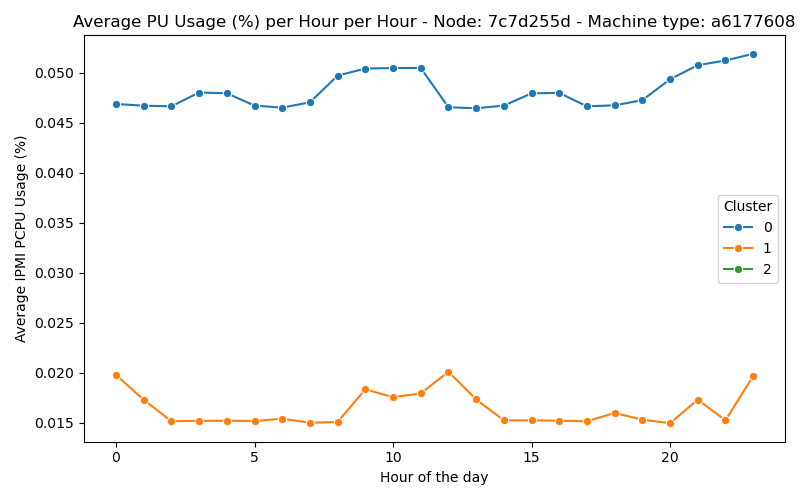 Average PU Usage (%) per Hour per Hour - Node: 7c7d255d - Machine type: a6177608
0.050
0.045
0.040
0.035
0.030
0.025
0.020
0.015
Average IPMI PCPU Usage (%)
Cluster
0
1
2
0 5 10 15 20
Hour of the day